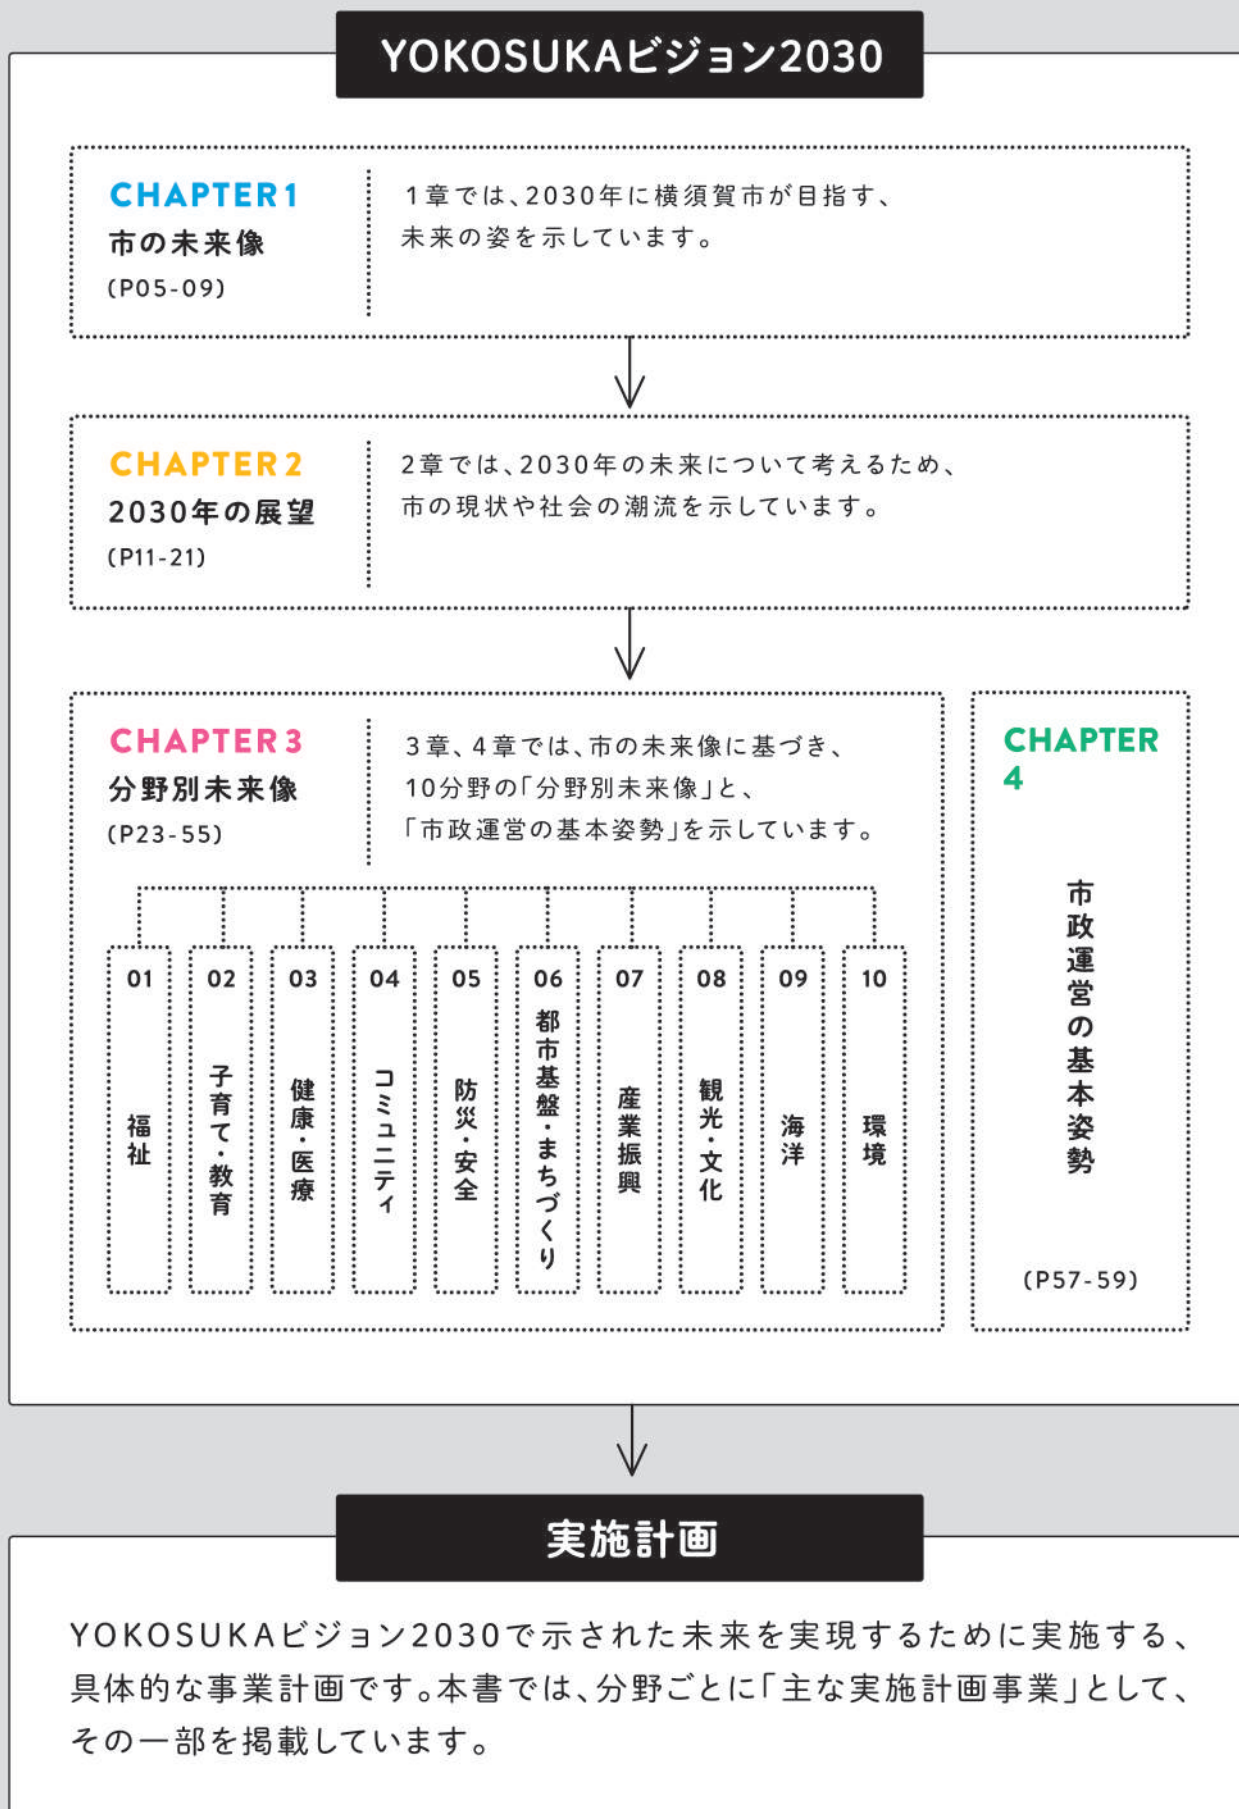 YOKOSUKAビジョン2030
CHAPTER 1
市の未来像
(P05-09)
1章では、2030年に横須賀市が目指す、
未来の姿を示しています。
CHAPTER 2
2030年の展望
(P11-21)
2章では、2030年の未来について考えるため、
市の現状や社会の潮流を示しています。
CHAPTER 3
分野別未来像
(P23-55)
3章、4章では、市の未来像に基づき、
10分野の「分野別未来像」と、
「市政運営の基本姿勢」を示しています。
01
福祉
02
子育て・教育
03
健康・医療
04
コミュニティ
05
防災・安全
06
都市基盤・まちづくり
07
産業振興
08
観光・文化
09
海洋
10
環境
CHAPTER
4
市政運営の基本姿勢
(P57-59)
実施計画
YOKOSUKAビジョン2030で示された未来を実現するために実施する、
具体的な事業計画です。本書では、分野ごとに「主な実施計画事業」として、
その一部を掲載しています。